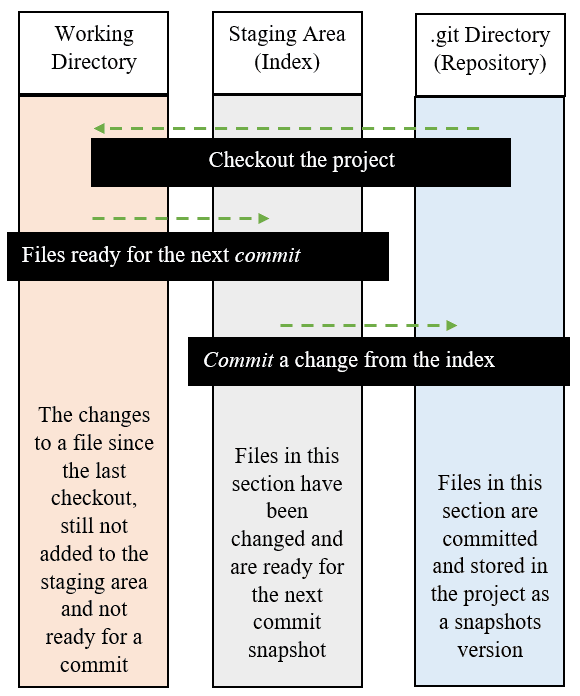 Working
Directory
Staging Area
(Index)
.git Directory
(Repository)
Checkout the project
Files ready for the next commit
Commit a change from the index
The changes
to a file since
the last
checkout,
still not
added to the
staging area
and not
ready for a
commit
Files in this
section have
been
changed and
are ready for
the next
commit
snapshot
Files in this
section are
committed
and stored in
the project as
a snapshots
version